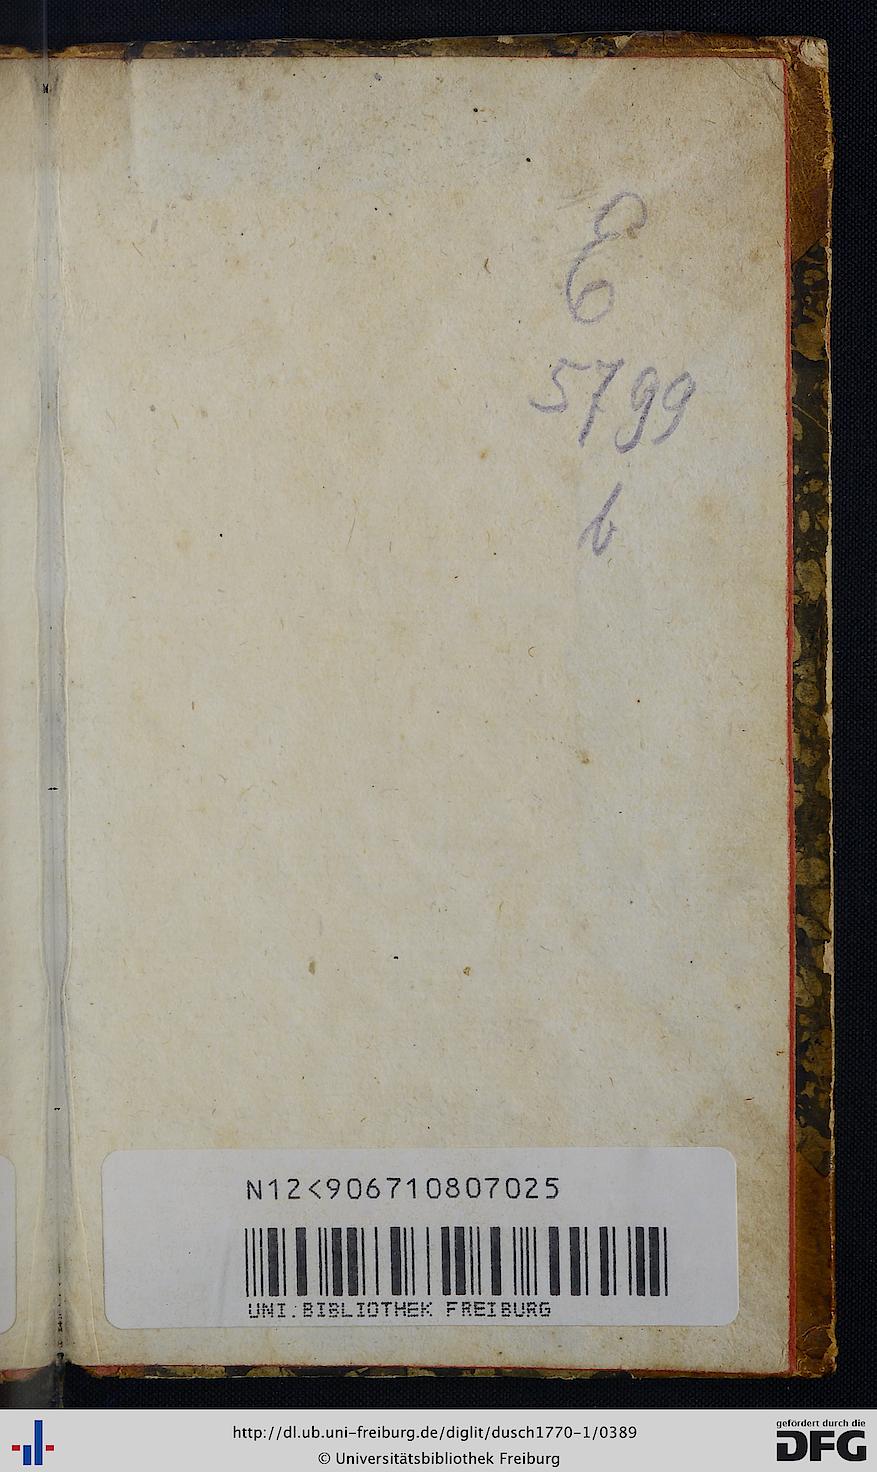 E
5799
b
N12<906710807025
UNI.BIBLIOTHEK FREIBURG
http://dl.ub.uni-freiburg.de/diglit/dusch1770-1/0389
© Universitätsbibliothek Freiburg
gefördert durch die
DFG